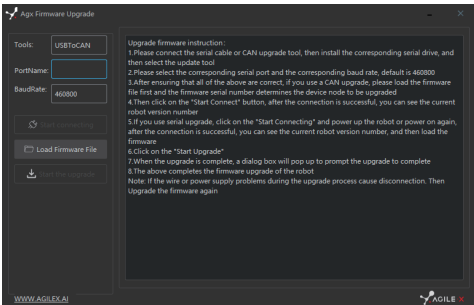 Agx Firmware Upgrade
Tools:
USBToCAN
PortName:
BaudRate:
460800
Start connecting
Load Firmware File
Start the upgrade
Upgrade firmware instruction:
1.Please connect the serial cable or CAN upgrade tool, then install the corresponding serial drive, and
then select the update tool
2.Please select the corresponding serial port and the corresponding baud rate, default is 460800
3.After ensuring that all of the above are correct, if you use a CAN upgrade, please load the firmware
file first and the firmware serial number determines the device node to be upgraded
4.Then click on the "Start Connect" button, after the connection is successful, you can see the current
robot version number
5.If you use serial upgrade, click on the "Start Connecting" and power up the robot or power on again,
after the connection is successful, you can see the current robot version number, and then load the
firmware
6.Click on the "Start Upgrade"
7.When the upgrade is complete, a dialog box will pop up to prompt the upgrade to complete
8.The above completes the firmware upgrade of the robot
Note: If the wire or power supply problems during the upgrade process cause disconnection. Then
Upgrade the firmware again
WWW.AGILEX.AI
AGILE X